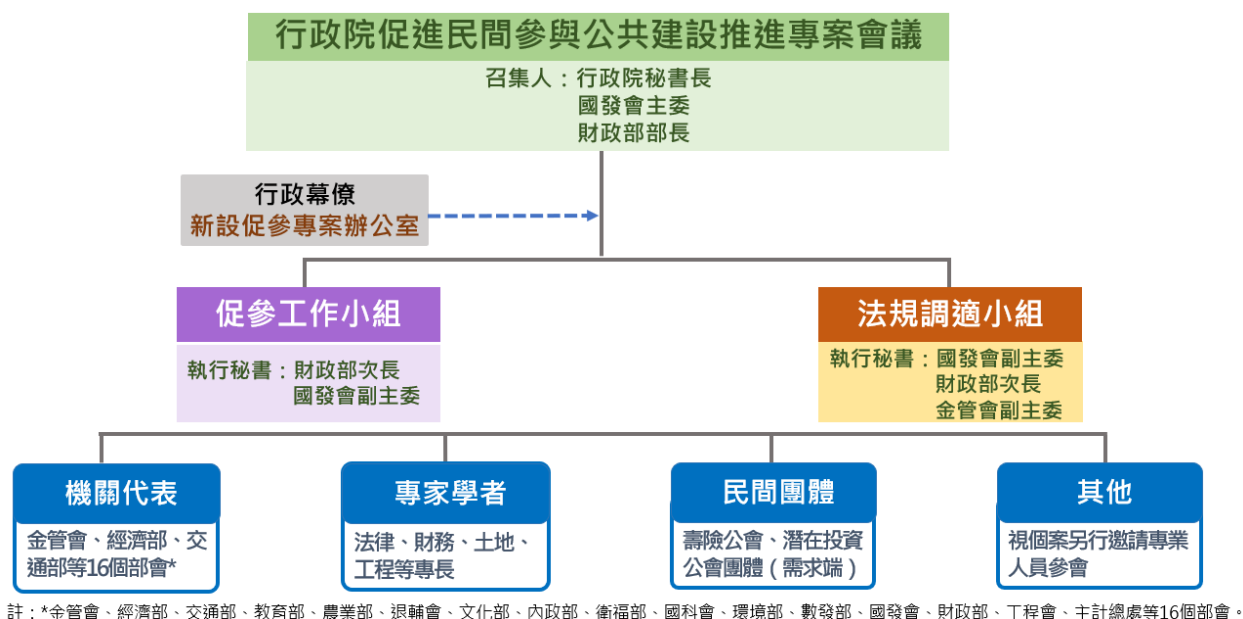 行政院促進民間參與公共建設推進專案會議
召集人：行政院秘書長
國發會主委
財政部部長
行政幕僚
新設促參專案辦公室
促參工作小組
執行秘書：財政部次長
國發會副主委
法規調適小組
執行秘書：國發會副主委
財政部次長
金管會副主委
機關代表
金管會、經濟部、交
通部等16個部會*
專家學者
法律、財務、土地、
工程等專長
民間團體
壽險公會、潛在投資
公會團體（需求端）
其他
視個案另行邀請專業
人員參會
註：*金管會、經濟部、交通部、教育部、農業部、退輔會、文化部、內政部、衛福部、國科會、環境部、數發部、國發會、財政部、工程會、主計總處等16個部會。